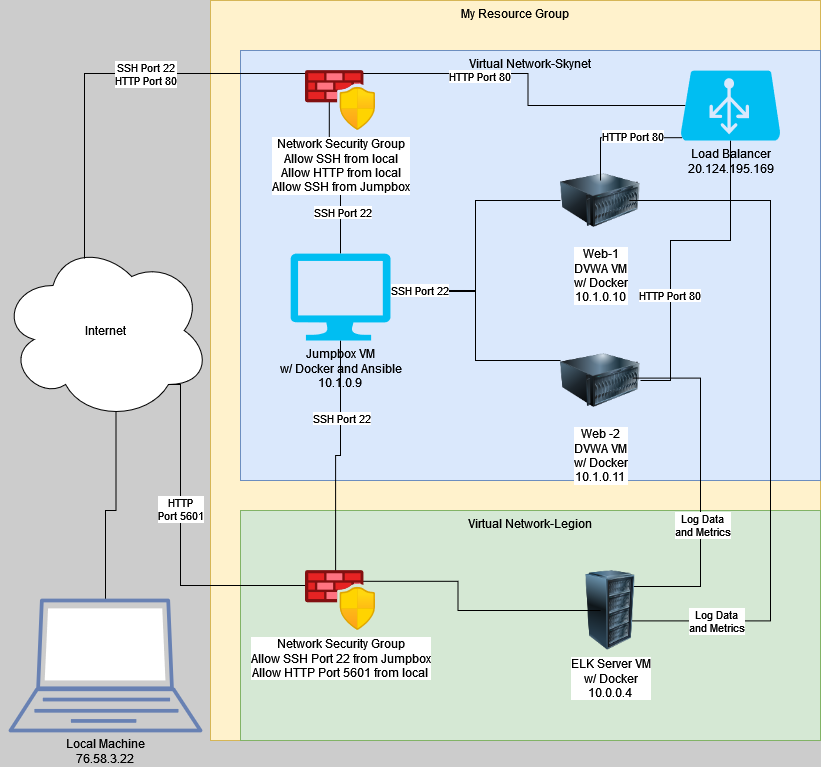 My Resource Group
Virtual Network-Skynet
SSH Port 22
HTTP Port 80
HTTP Port 80
HTTP Port 80
Load Balancer
20.124.195.169
Network Security Group
Allow SSH from local
Allow HTTP from local
Allow SSH from Jumpbox
SSH Port 22
Web-1
DVWA VM
w/ Docker
10.1.0.10
SSH Port 22
HTTP Port 80
Internet
Jumpbox VM
w/ Docker and Ansible
10.1.0.9
SSH Port 22
Web -2
DVWA VM
w/ Docker
10.1.0.11
HTTP
Port 5601
Virtual Network-Legion
Log Data
and Metrics
Log Data
and Metrics
Network Security Group
Allow SSH Port 22 from Jumpbox
Allow HTTP Port 5601 from local
ELK Server VM
w/ Docker
10.0.0.4
Local Machine
76.58.3.22